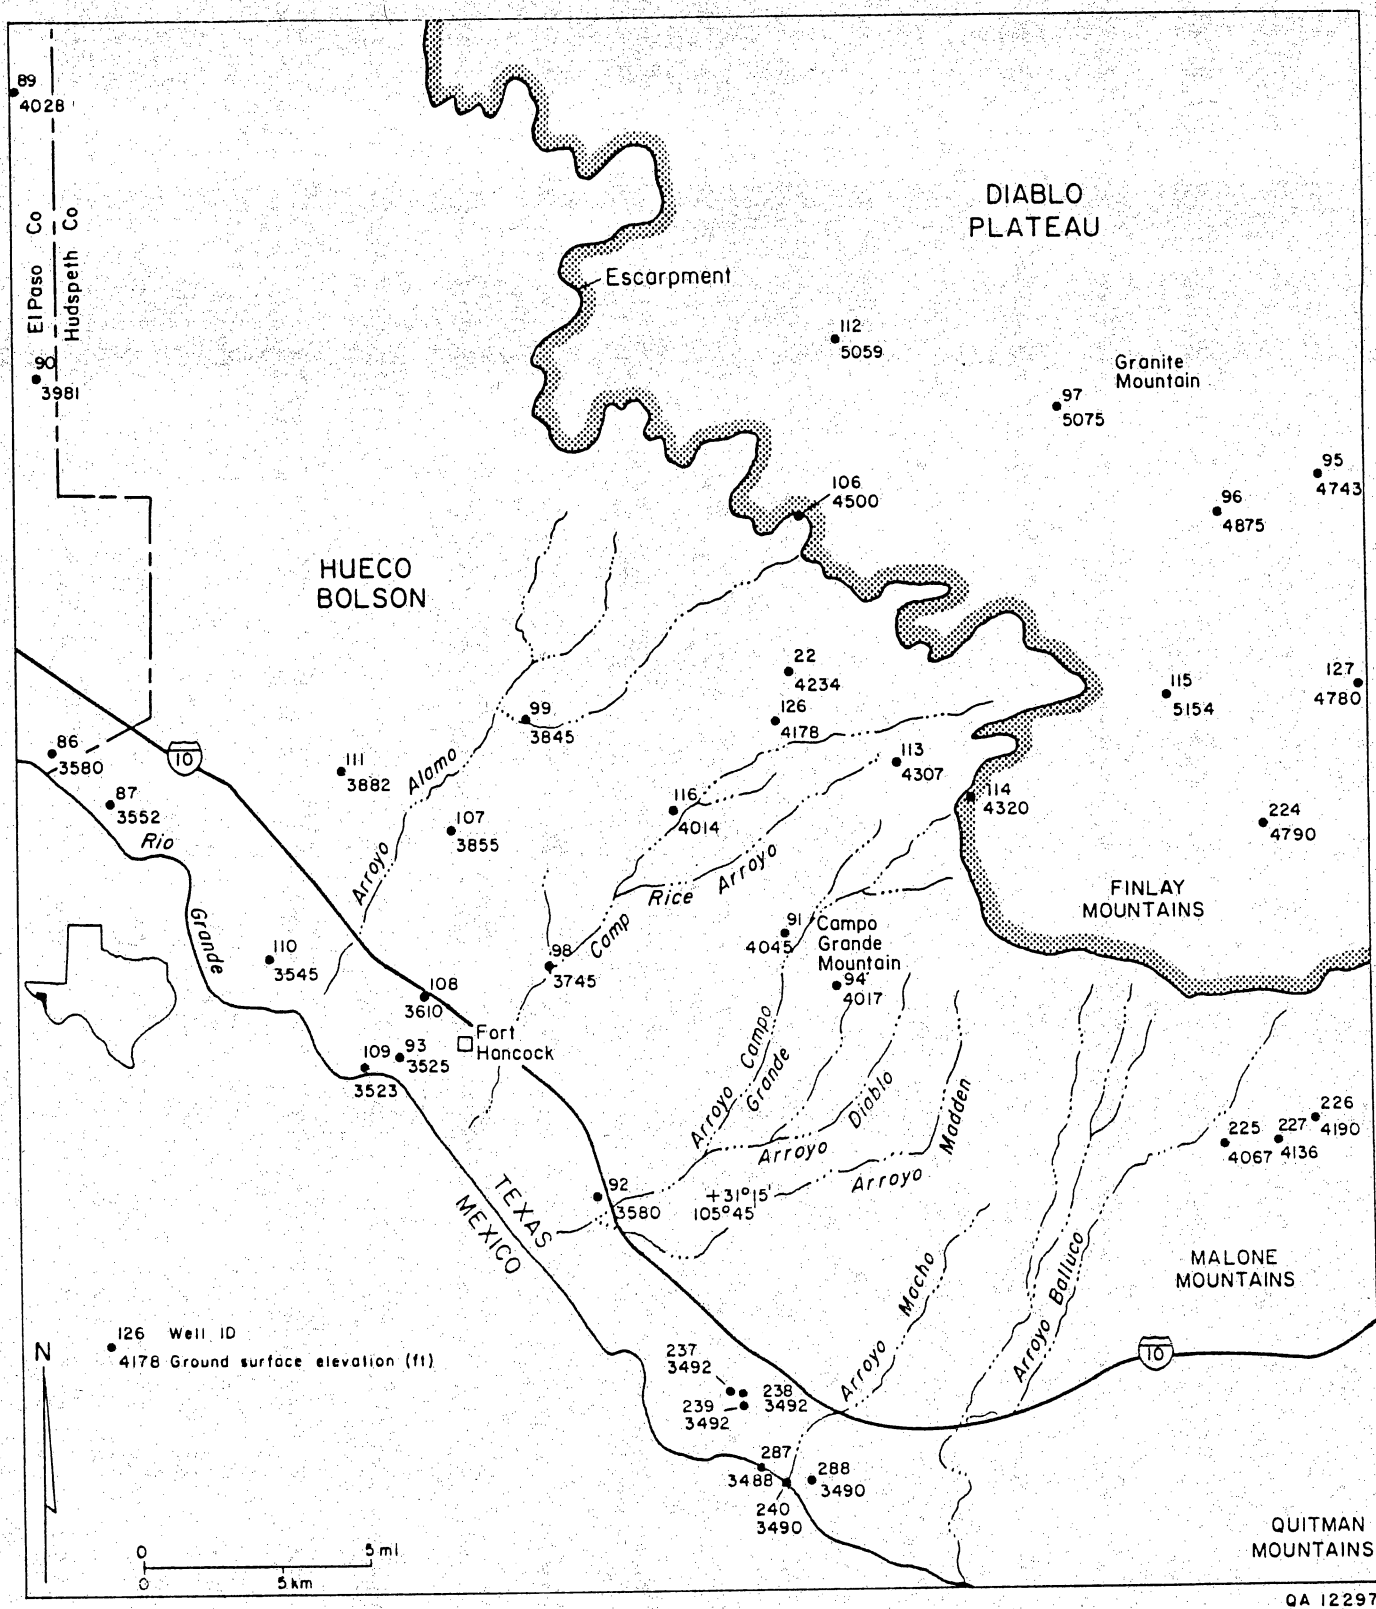 89
4028
DIABLO
PLATEAU
El Paso Co
Hudspeth Co
Escarpment
112
5059
Granite
Mountain
90
3981
97
5075
95
4743
106
4500
96
4875
HUECO
BOLSON
22
4234
127
4780
115
5154
126
4178
99
3845
86
3580
10
111
3882
Arroyo Alamo
113
4307
87
3552
107
3855
116
4014
114
4320
224
4790
Rio
Grande
Rice Arroyo
Camp
FINLAY
MOUNTAINS
91
4045
Campo
Grande
Mountain
110
3545
98
3745
94
4017
108
3610
Fort
Hancock
109
3523
93
3525
Arroyo Campo
Grande
Arroyo Diablo
Arroyo Madden
226
4190
225
4067
227
4136
92
3580
+31°15'
105°45'
TEXAS
MEXICO
Arroyo Macho
Arroyo Balluco
MALONE
MOUNTAINS
10
126 Well ID
4178 Ground surface elevation (ft)
N
237
3492
238
3492
239
3492
287
3488
288
3490
240
3490
QUITMAN
MOUNTAINS
0 5 mi
0 5 km
QA 12297